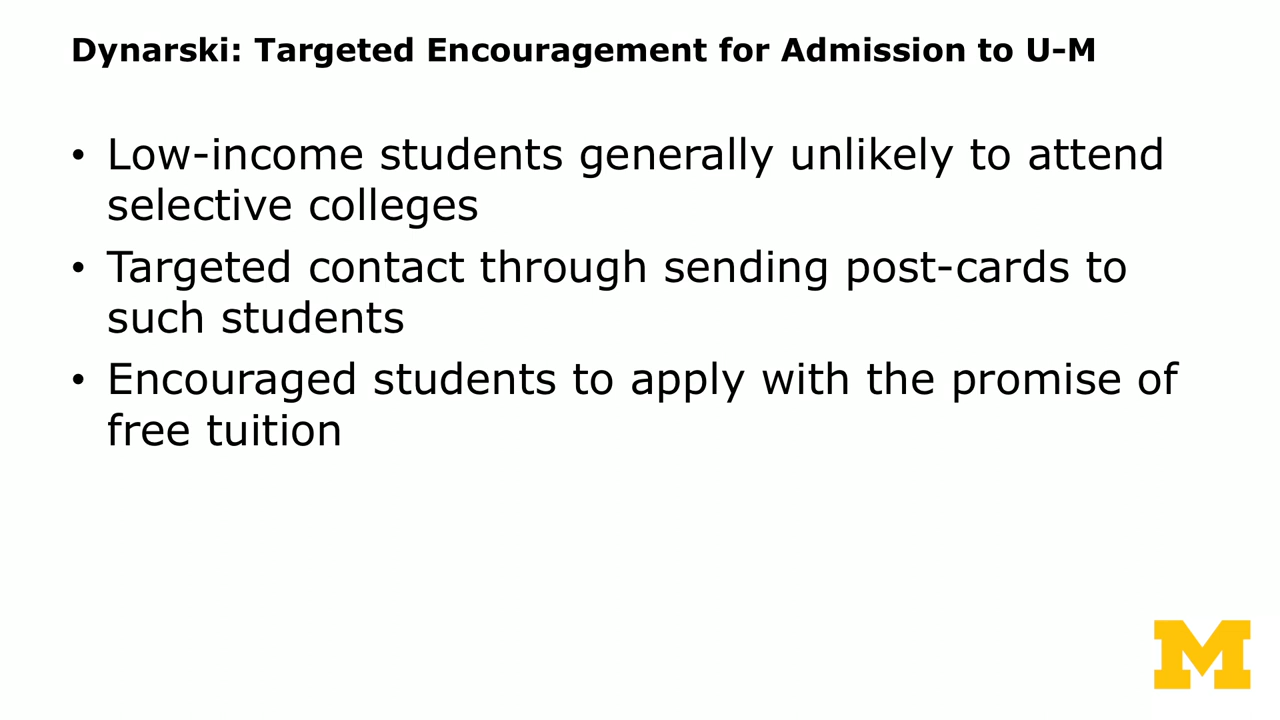 Dynarski: Targeted Encouragement for Admission to U-M
• Low-income students generally unlikely to attend
selective colleges
• Targeted contact through sending post-cards to
such students
• Encouraged students to apply with the promise of
free tuition
M